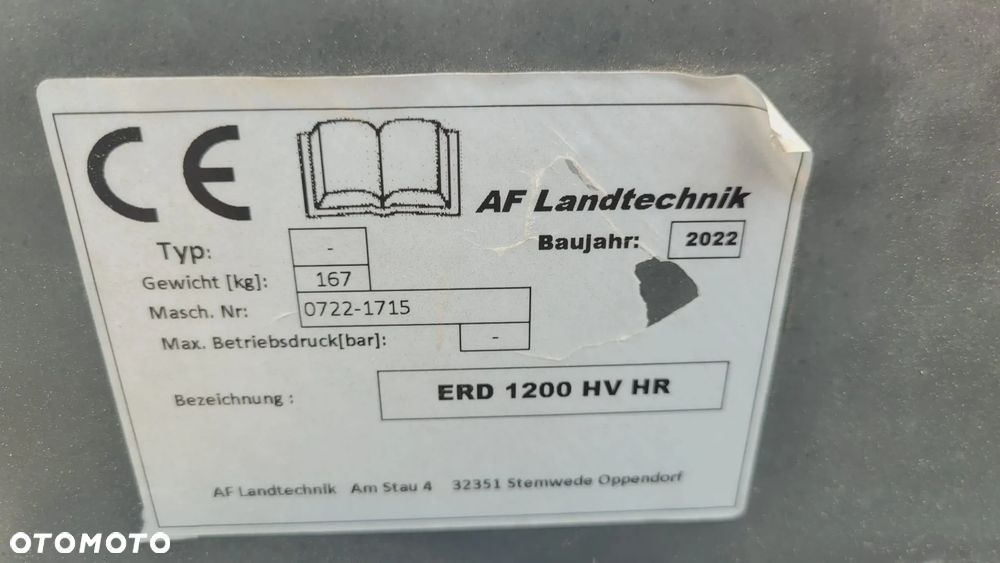 CE
AF Landtechnik
Baujahr: 2022
Typ: -
Gewicht [kg]: 167
Masch. Nr: 0722-1715
Max. Betriebsdruck[bar]: -
Bezeichnung : ERD 1200 HV HR
AF Landtechnik Am Stau 4 32351 Stemwede Oppendorf
OTOMOTO